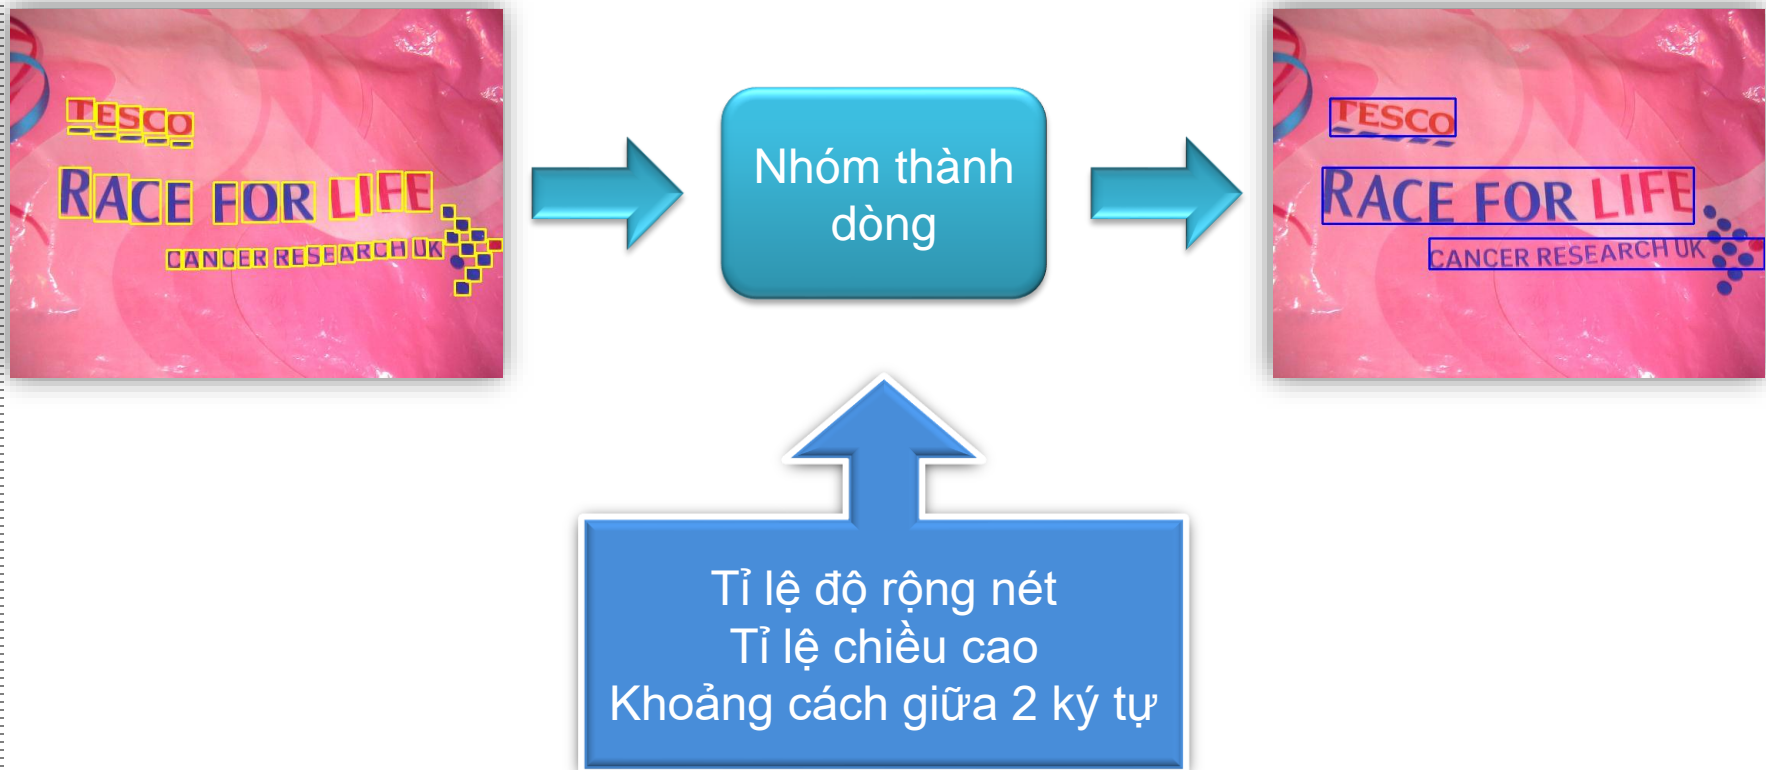 TESCO
RACE FOR LIFE
CANCER RESEARCH UK
Nhóm thành
dòng
TESCO
RACE FOR LIFE
CANCER RESEARCH UK
Tỉ lệ độ rộng nét
Tỉ lệ chiều cao
Khoảng cách giữa 2 ký tự